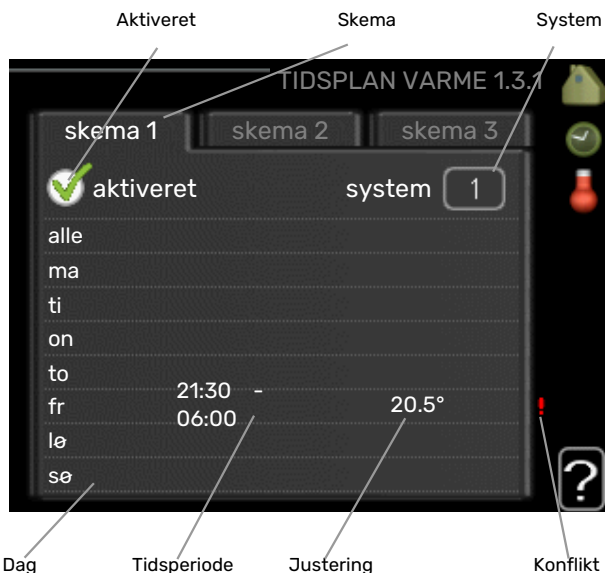 Aktiveret Skema System
TIDSPLAN VARME 1.3.1
skema 1 skema 2 skema 3
aktiveret system 1
alle
ma
ti
on
to
fr 21:30 - 06:00 20.5° !
lø
sø
?
Dag Tidsperiode Justering Konflikt